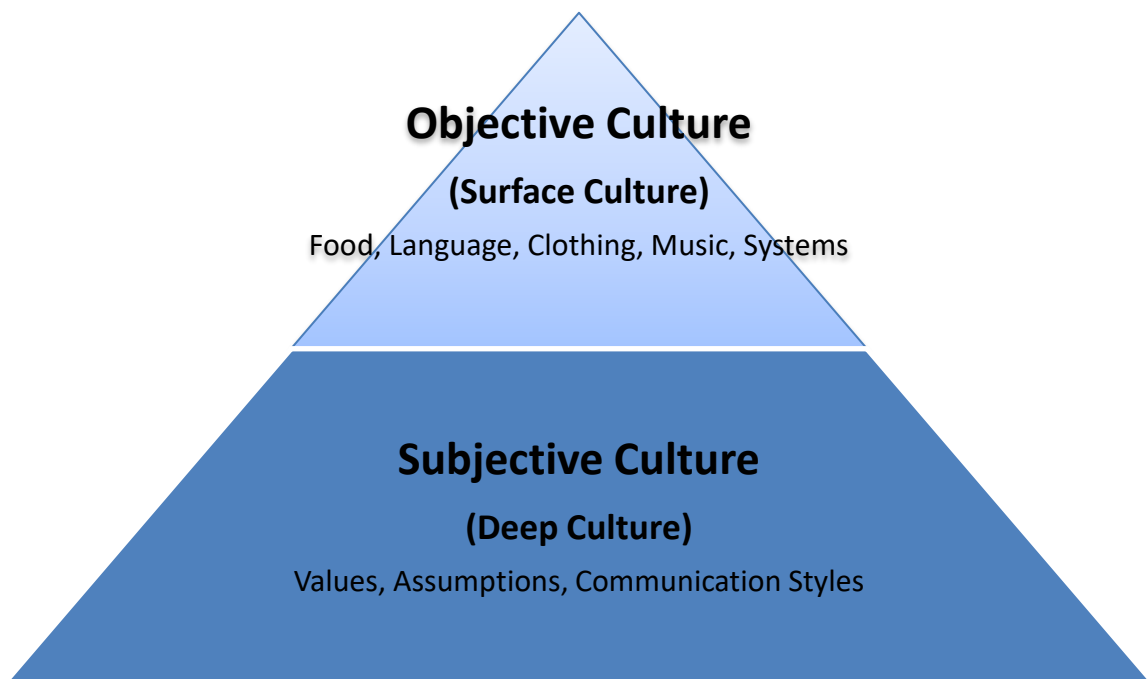 Objective Culture
(Surface Culture)
Food, Language, Clothing, Music, Systems
Subjective Culture
(Deep Culture)
Values, Assumptions, Communication Styles